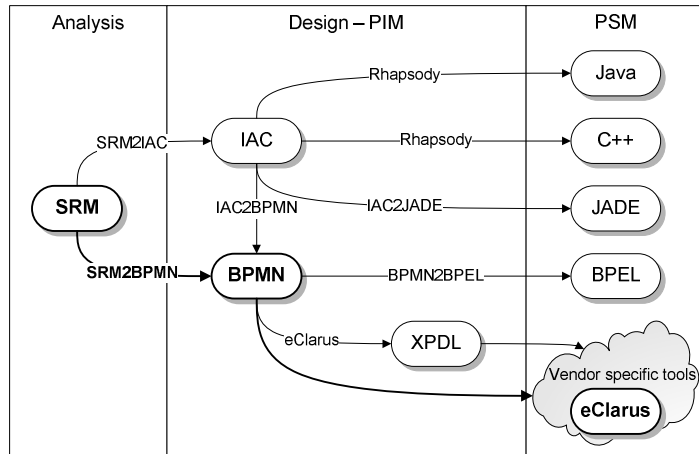 Analysis
Design – PIM
PSM
Rhapsody
Java
SRM2IAC
IAC
Rhapsody
C++
SRM
IAC2BPMN
IAC2JADE
JADE
SRM2BPMN
BPMN
BPMN2BPEL
BPEL
eClarus
XPDL
Vendor specific tools
eClarus